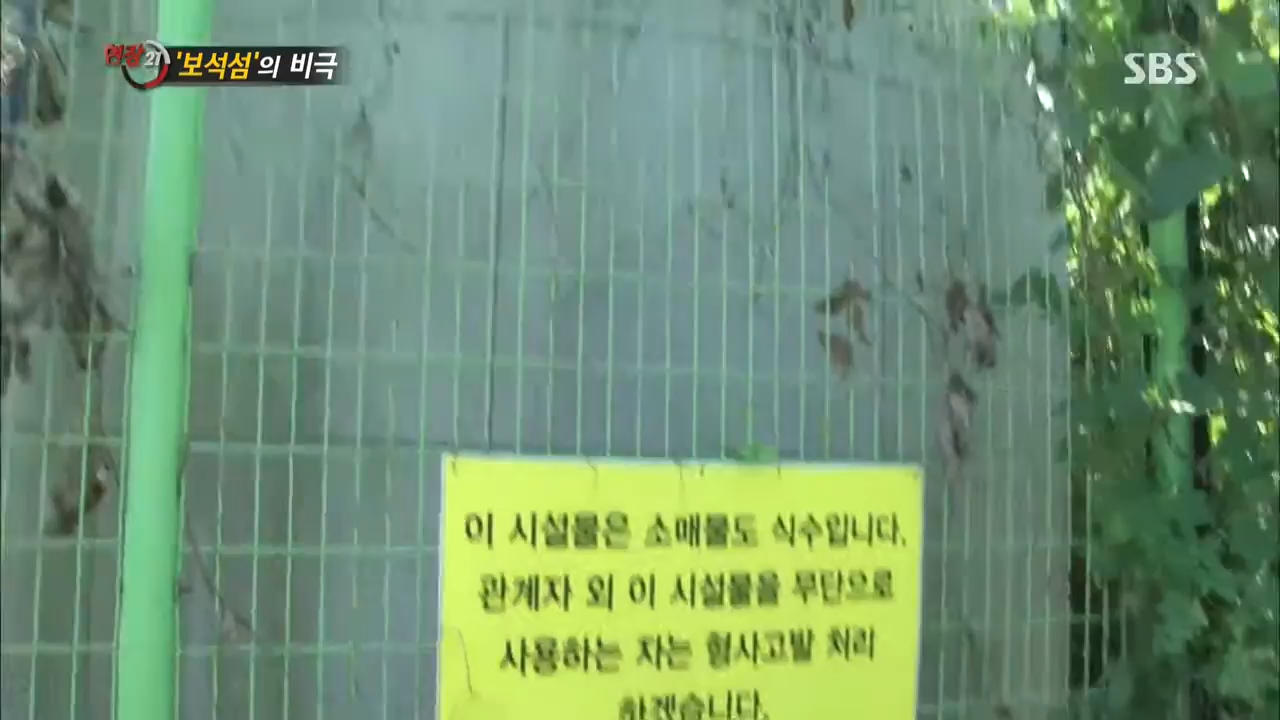 현장21 '보석섬'의 비극
SBS
이 시설물은 소매물도 식수입니다.
관계자 외 이 시설물을 무단으로
사용하는 자는 형사고발 처리
하겠습니다.